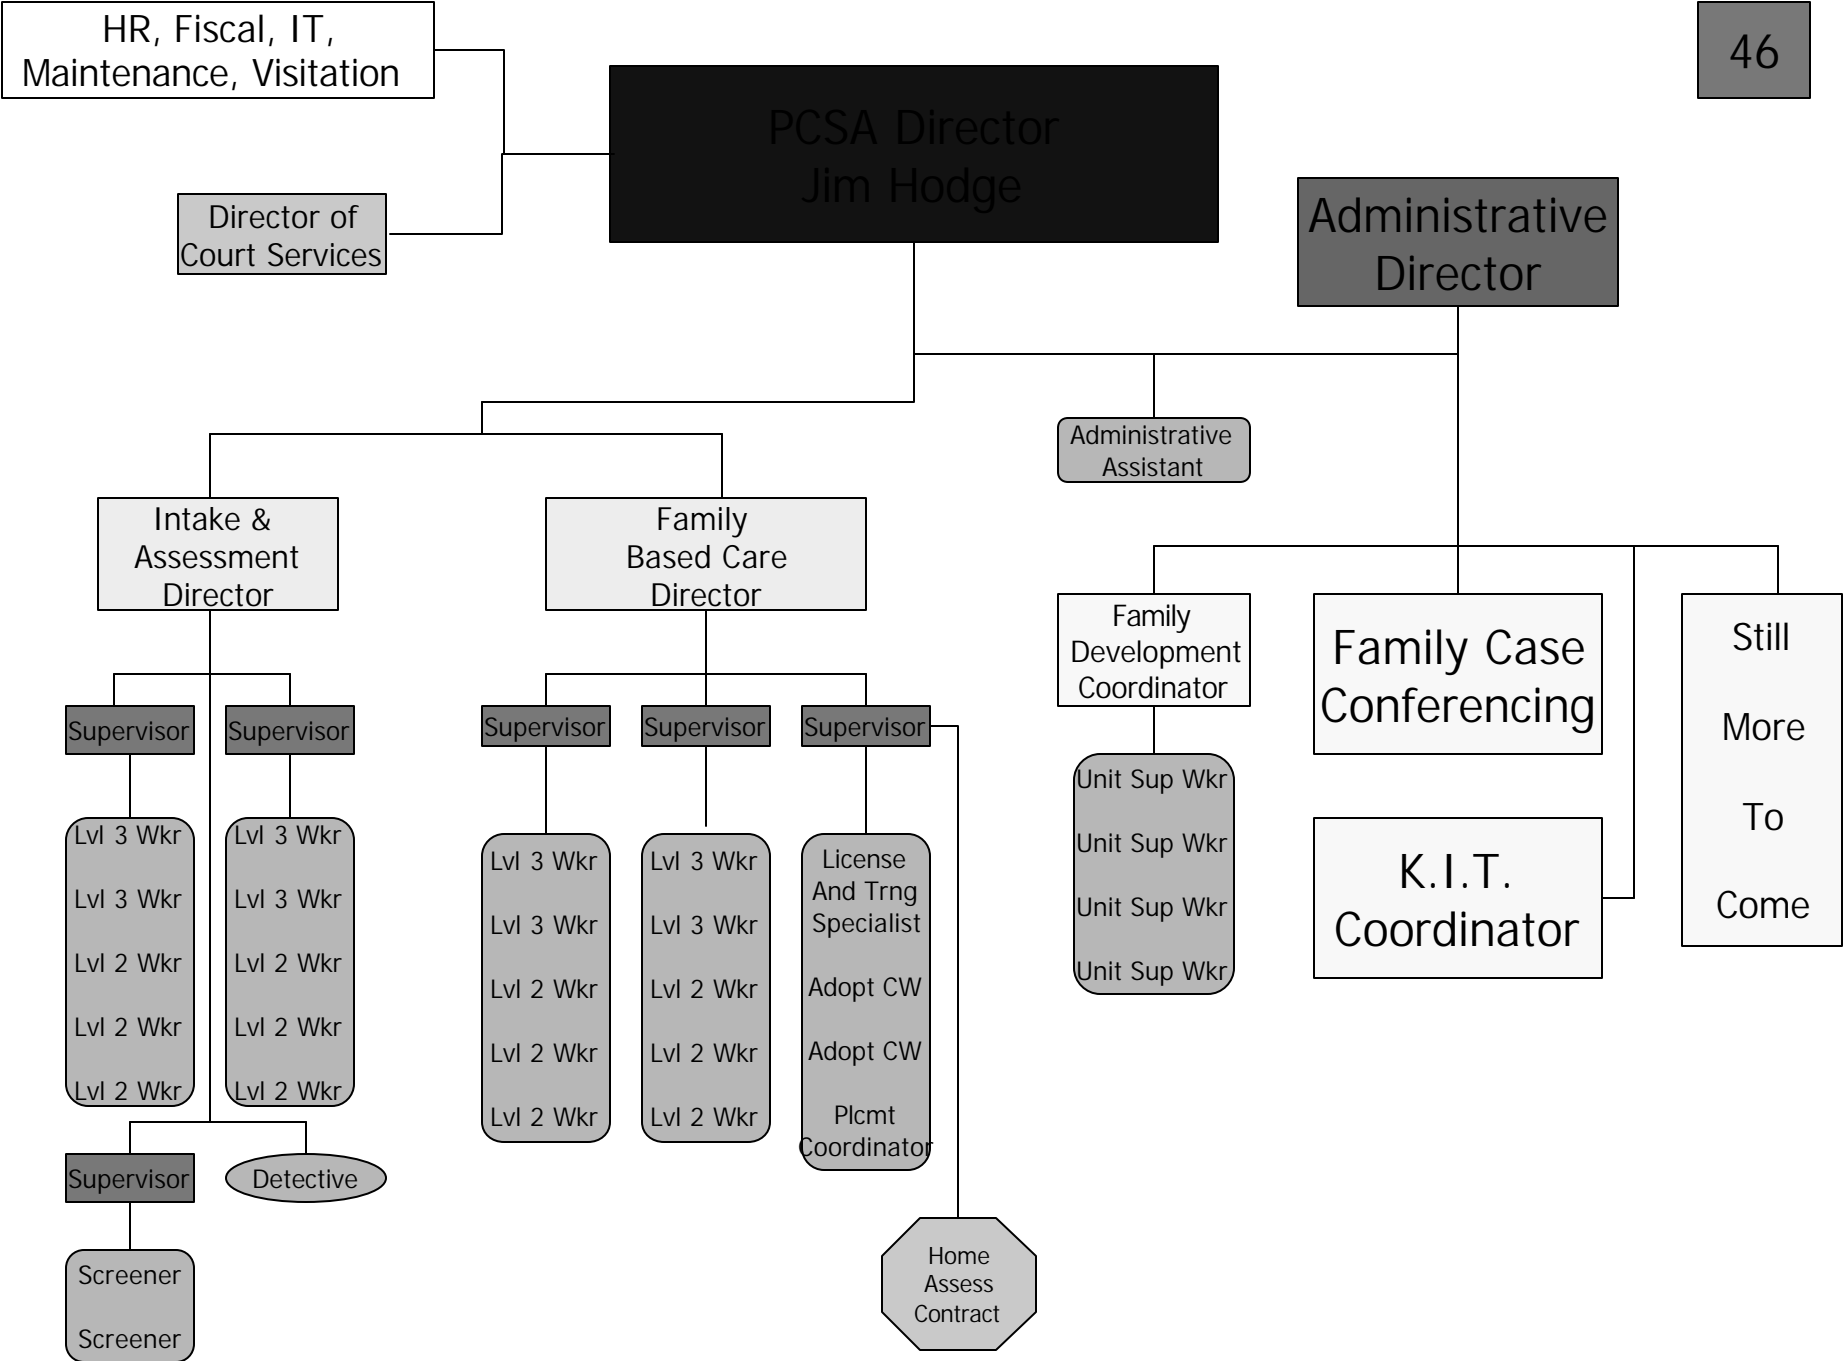 HR, Fiscal, IT,
Maintenance, Visitation
46
PCSA Director
Jim Hodge
Director of
Court Services
Administrative
Director
Administrative
Assistant
Intake &
Assessment
Director
Family
Based Care
Director
Family
Development
Coordinator
Family Case
Conferencing
Still
More
To
Come
Supervisor
Supervisor
Supervisor
Supervisor
Supervisor
Lvl 3 Wkr
Lvl 3 Wkr
Lvl 2 Wkr
Lvl 2 Wkr
Lvl 2 Wkr
Lvl 3 Wkr
Lvl 3 Wkr
Lvl 2 Wkr
Lvl 2 Wkr
Lvl 2 Wkr
Lvl 3 Wkr
Lvl 3 Wkr
Lvl 2 Wkr
Lvl 2 Wkr
Lvl 2 Wkr
Lvl 3 Wkr
Lvl 3 Wkr
Lvl 2 Wkr
Lvl 2 Wkr
Lvl 2 Wkr
License
And Trng
Specialist
Adopt CW
Adopt CW
Plcmt
Coordinator
Unit Sup Wkr
Unit Sup Wkr
Unit Sup Wkr
Unit Sup Wkr
K.I.T.
Coordinator
Supervisor
Detective
Screener
Screener
Home
Assess
Contract